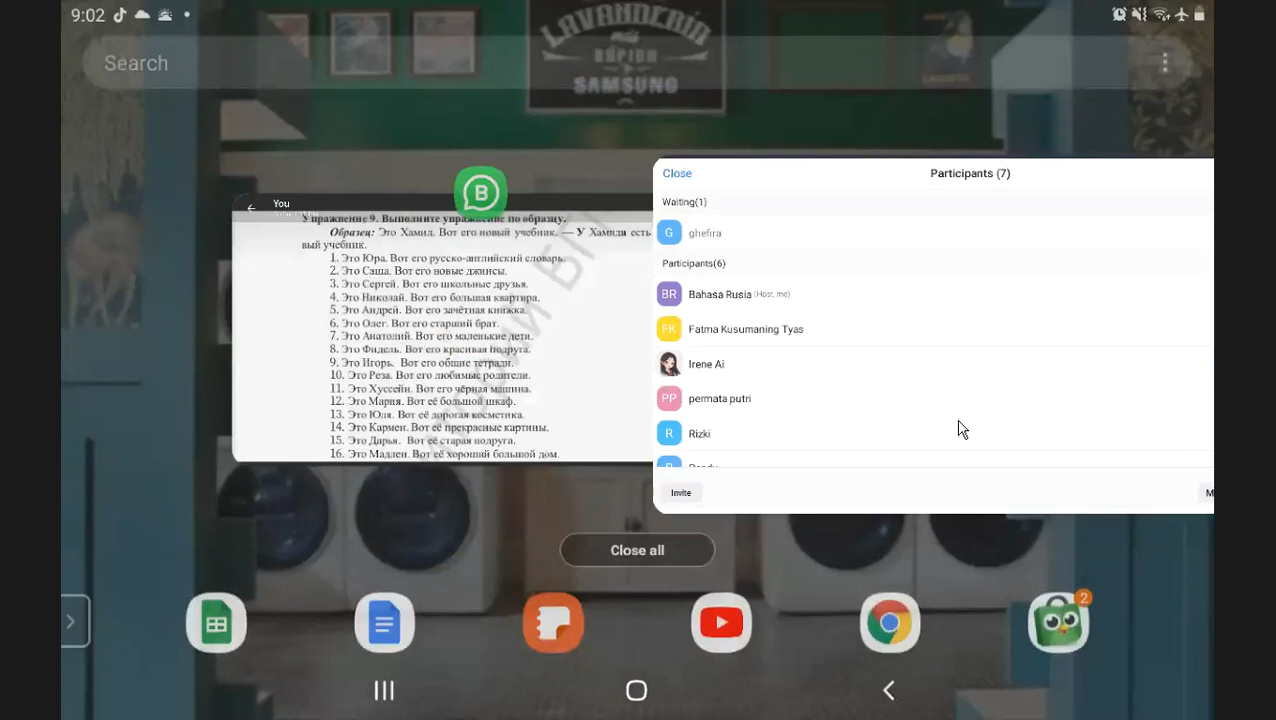 9:02
LAVANDERÍA
RÁPIDA
SAMSUNG
Search
You
Упражнение 9. Выполните упражнение по образцу.
Образец: Это Хамид. Вот его новый учебник. — У Хамида есть
вый учебник.
1. Это Юра. Вот его русско-английский словарь.
2. Это Саша. Вот его новые джинсы.
3. Это Сергей. Вот его школьные друзья.
4. Это Николай. Вот его большая квартира.
5. Это Андрей. Вот его зачётная книжка.
6. Это Олег. Вот его старший брат.
7. Это Анатолий. Вот его маленькие дети.
8. Это Фидель. Вот его красивая подруга.
9. Это Игорь. Вот его общие тетради.
10. Это Реза. Вот его любимые родители.
11. Это Хуссейн. Вот его чёрная машина.
12. Это Мария. Вот её большой шкаф.
13. Это Юля. Вот её дорогая косметика.
14. Это Кармен. Вот её прекрасные картины.
15. Это Дарья. Вот её старая подруга.
16. Это Мадлен. Вот её хороший большой дом.
Close
Participants (7)
Waiting(1)
G ghefira
Participants(6)
BR Bahasa Rusia (Host, me)
FK Fatma Kusumaning Tyas
Irene Ai
PP permata putri
R Rizki
Invite
M
Close all
2